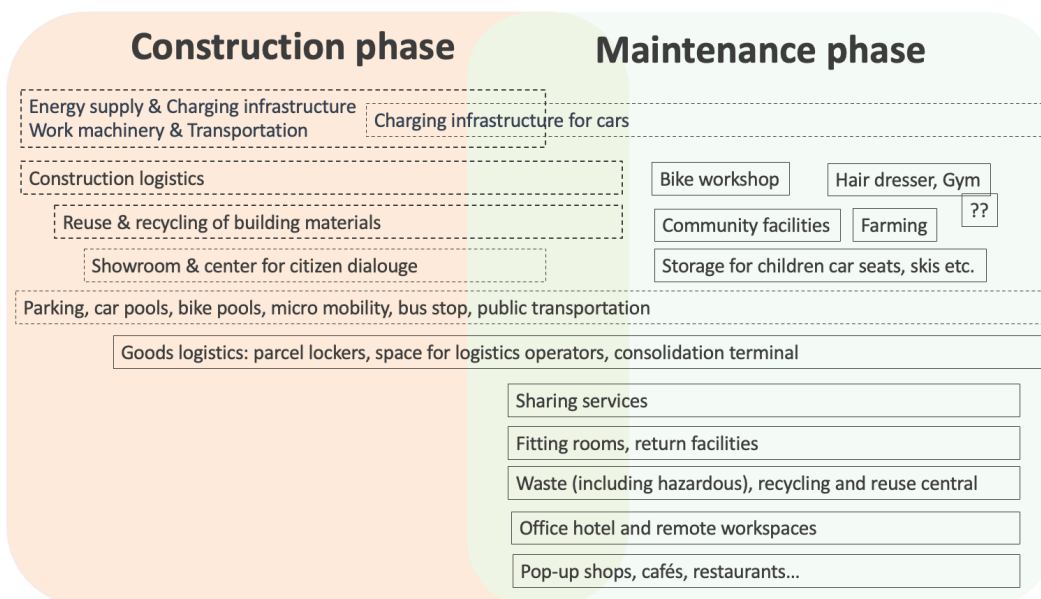 Construction phase
Maintenance phase
Energy supply & Charging infrastructure
Work machinery & Transportation
Charging infrastructure for cars
Construction logistics
Bike workshop
Hair dresser, Gym
??
Reuse & recycling of building materials
Community facilities
Farming
Showroom & center for citizen dialouge
Storage for children car seats, skis etc.
Parking, car pools, bike pools, micro mobility, bus stop, public transportation
Goods logistics: parcel lockers, space for logistics operators, consolidation terminal
Sharing services
Fitting rooms, return facilities
Waste (including hazardous), recycling and reuse central
Office hotel and remote workspaces
Pop-up shops, cafés, restaurants...